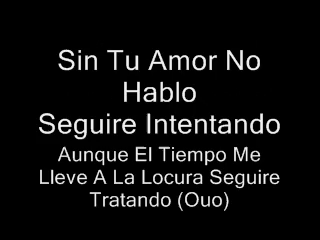 Sin Tu Amor No
Hablo
Seguire Intentando
Aunque El Tiempo Me
Lleve A La Locura Seguire
Tratando (Ouo)